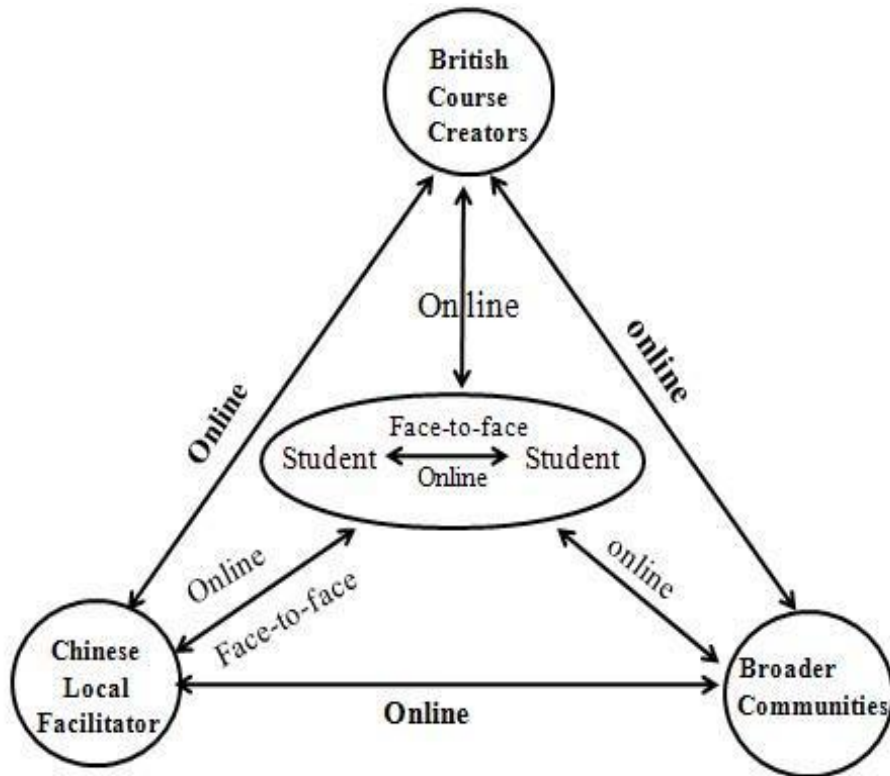 British
Course
Creators
Online
Online
online
Face-to-face
Student
Student
Online
Online
Face-to-face
online
Chinese
Local
Facilitator
Broader
Communities
Online